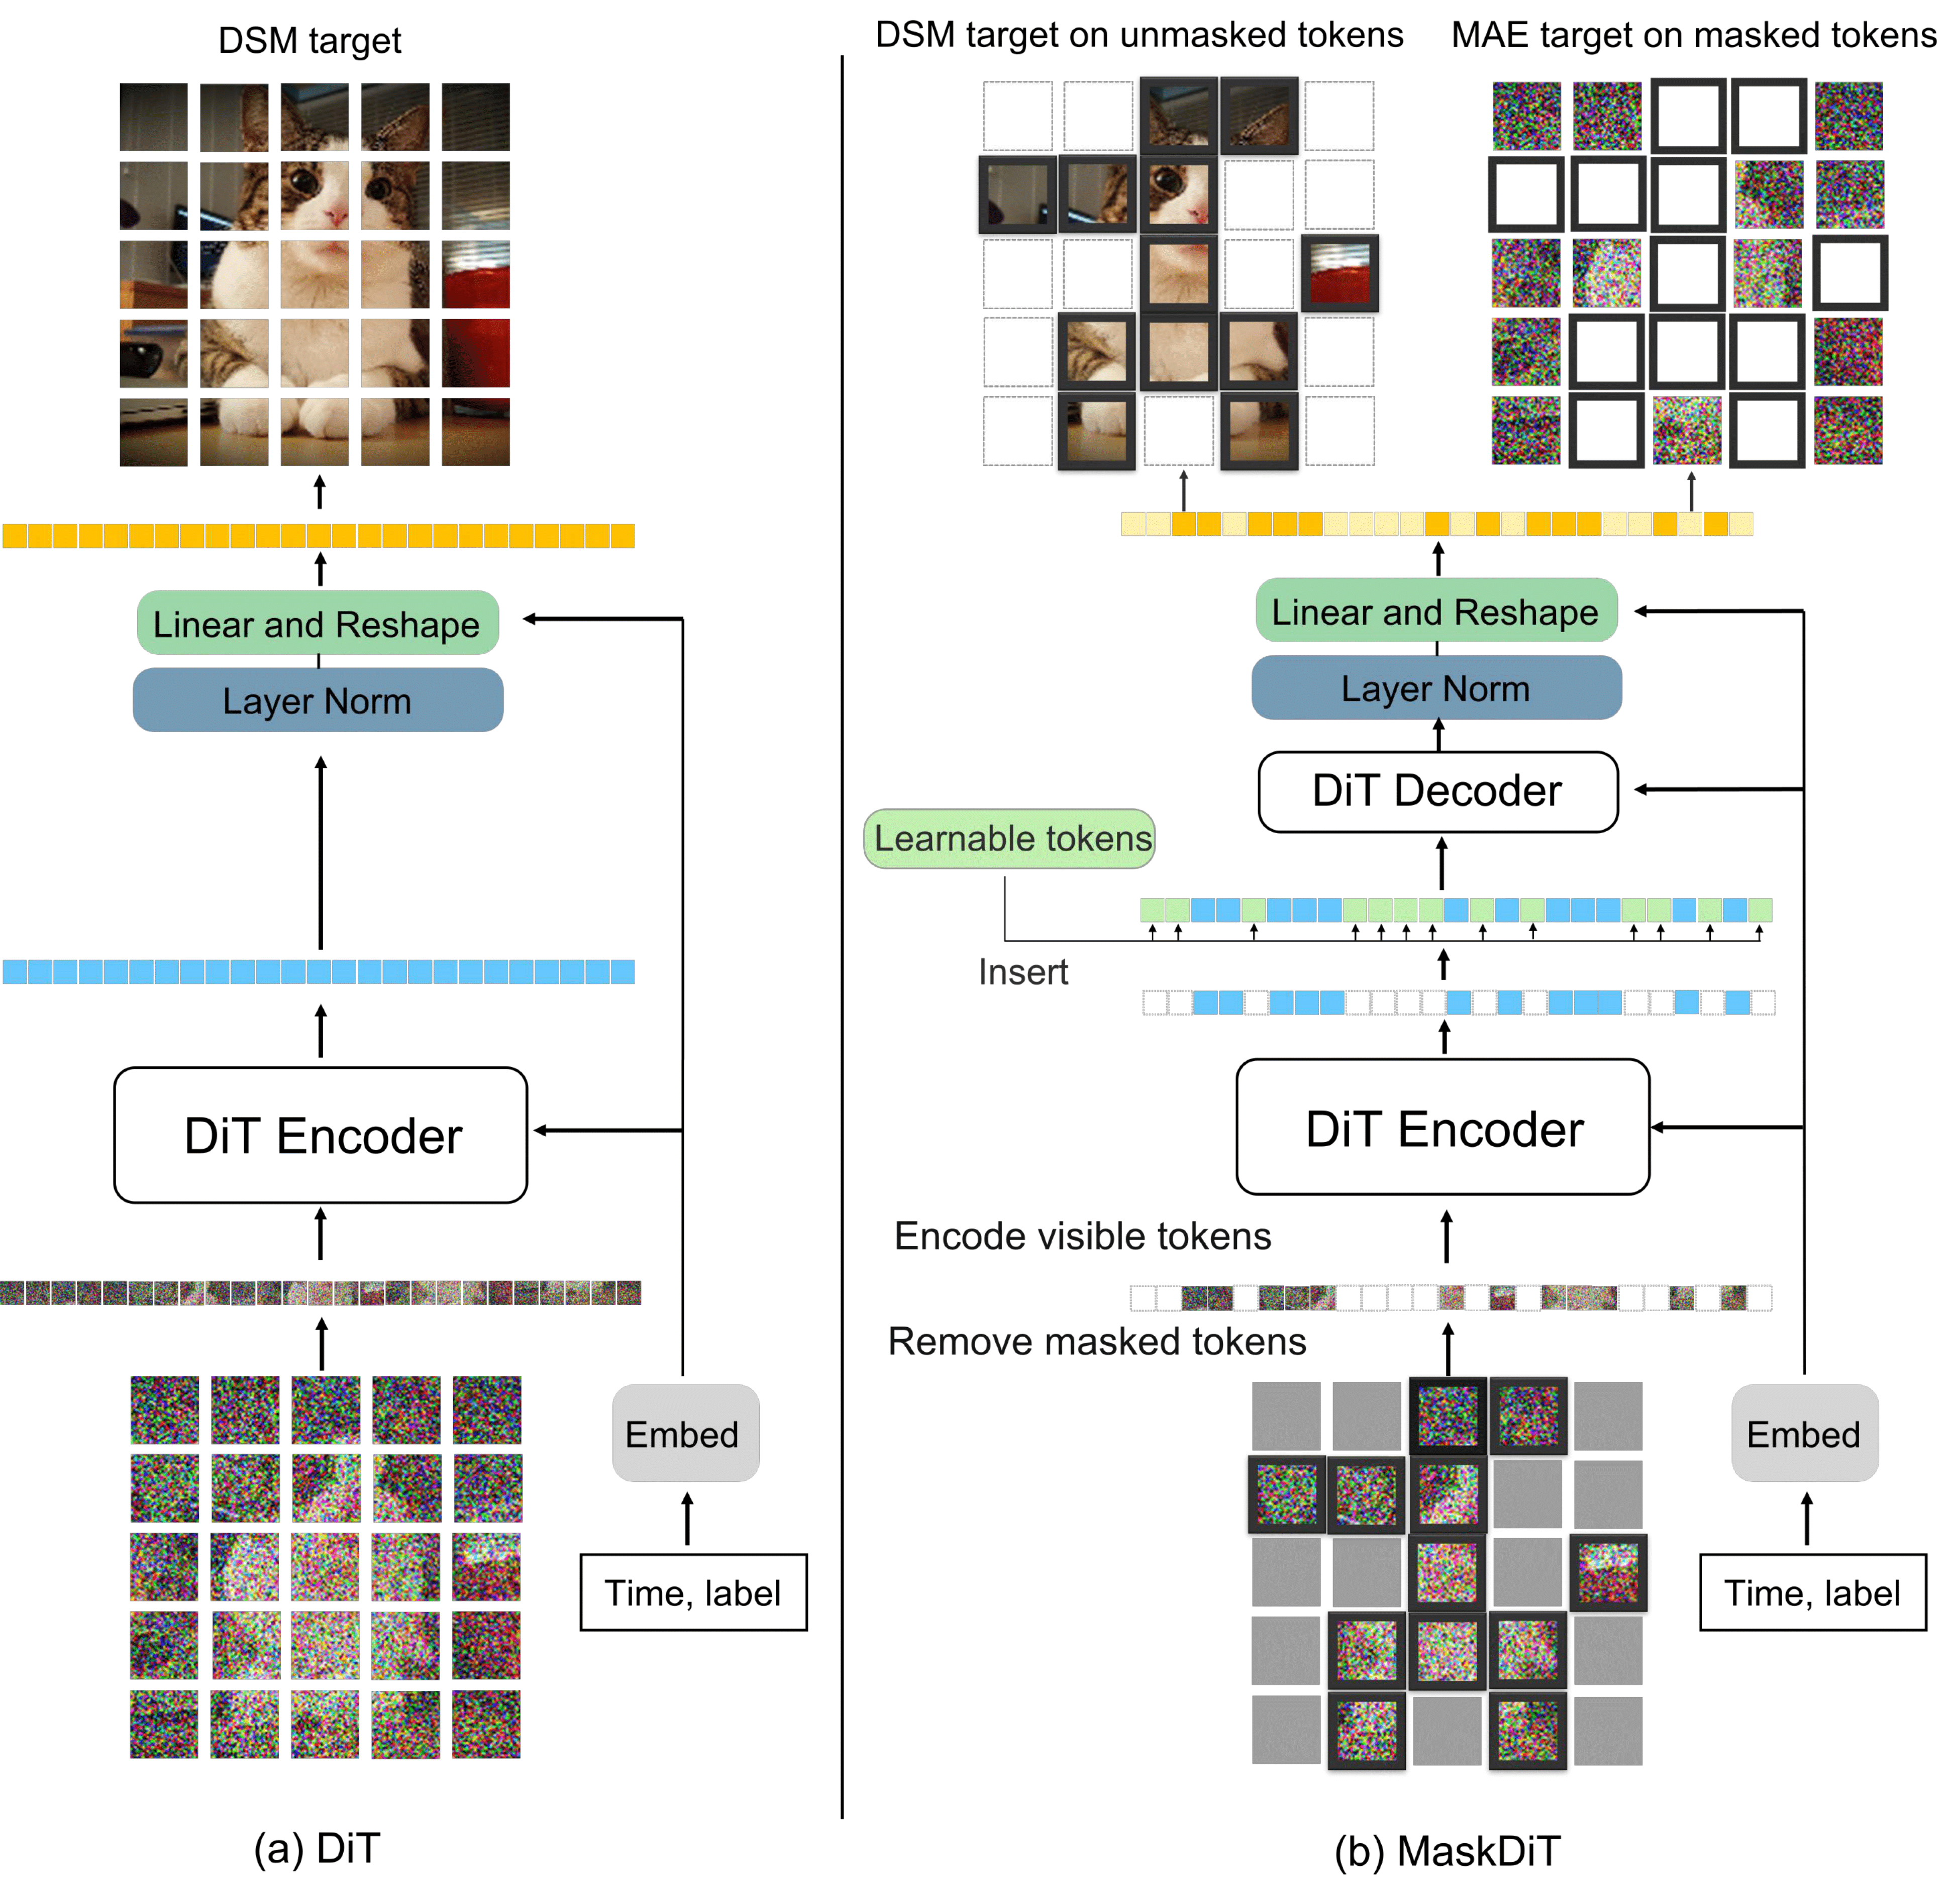 DSM target
Linear and Reshape
Layer Norm
DiT Encoder
Embed
Time, label
(a) DiT
DSM target on unmasked tokens
MAE target on masked tokens
Linear and Reshape
Layer Norm
DiT Decoder
Learnable tokens
Insert
DiT Encoder
Encode visible tokens
Remove masked tokens
Embed
Time, label
(b) MaskDiT